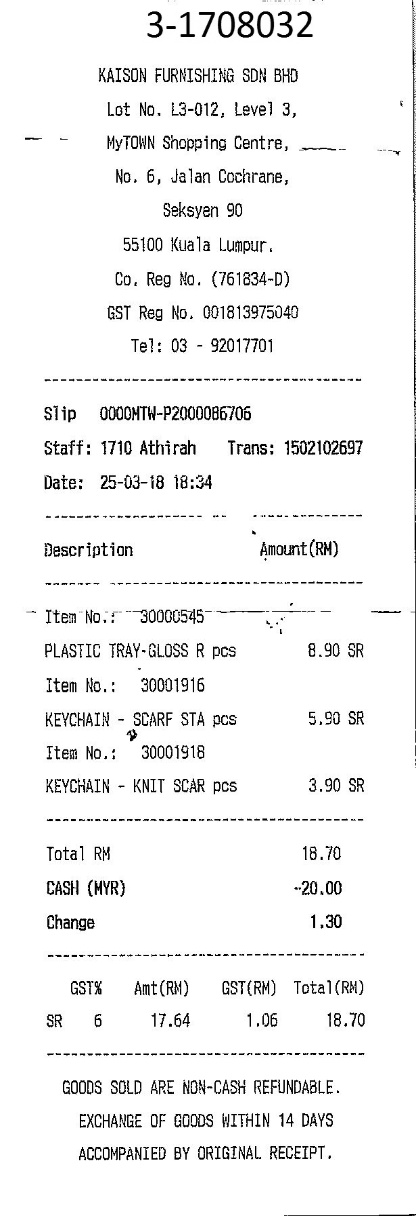 3-1708032
KAISON FURNISHING SDN BHD
Lot No. L3-012, Level 3,
MyTOWN Shopping Centre,
No. 6, Jalan Cochrane,
Seksyen 90
55100 Kuala Lumpur.
Co. Reg No. (761834-D)
GST Reg No. 001813975040
Tel: 03 - 92017701
Slip 0000MTW-P2000086706
Staff: 1710 Athirah Trans: 1502102697
Date: 25-03-18 18:34
Description Amount(RM)
Item No.: 30000545
PLASTIC TRAY-GLOSS R pcs 8.90 SR
Item No.: 30001916
KEYCHAIN - SCARF STA pcs 5.90 SR
Item No.: 30001918
KEYCHAIN - KNIT SCAR pcs 3.90 SR
Total RM 18.70
CASH (MYR) -20.00
Change 1.30
GST% Amt(RM) GST(RM) Total(RM)
SR 6 17.64 1.06 18.70
GOODS SOLD ARE NON-CASH REFUNDABLE.
EXCHANGE OF GOODS WITHIN 14 DAYS
ACCOMPANIED BY ORIGINAL RECEIPT.